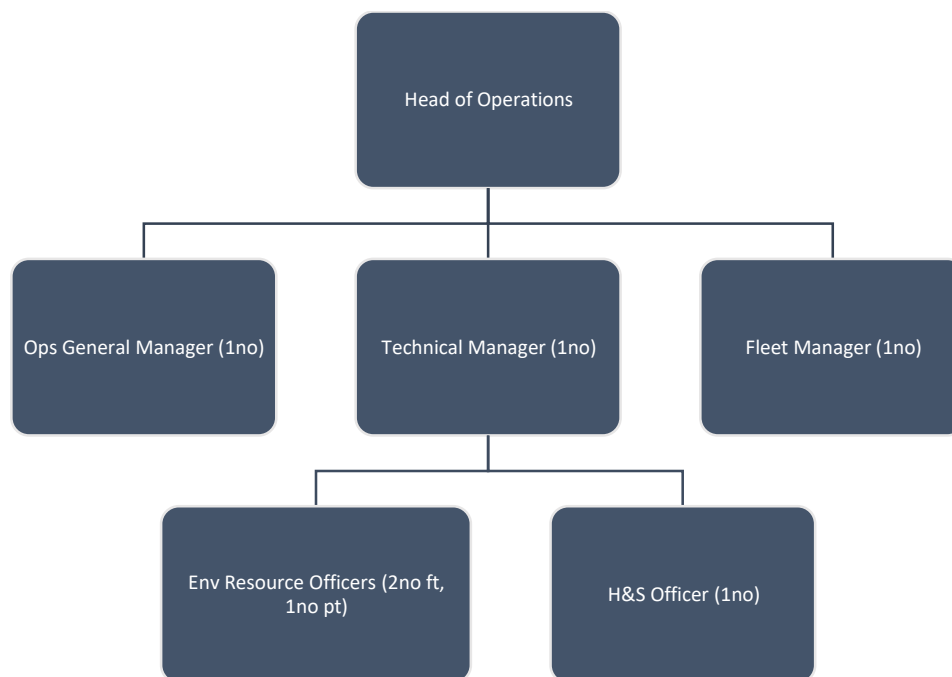 Head of Operations
Ops General Manager (1no)
Technical Manager (1no)
Fleet Manager (1no)
Env Resource Officers (2no ft,
1no pt)
H&S Officer (1no)